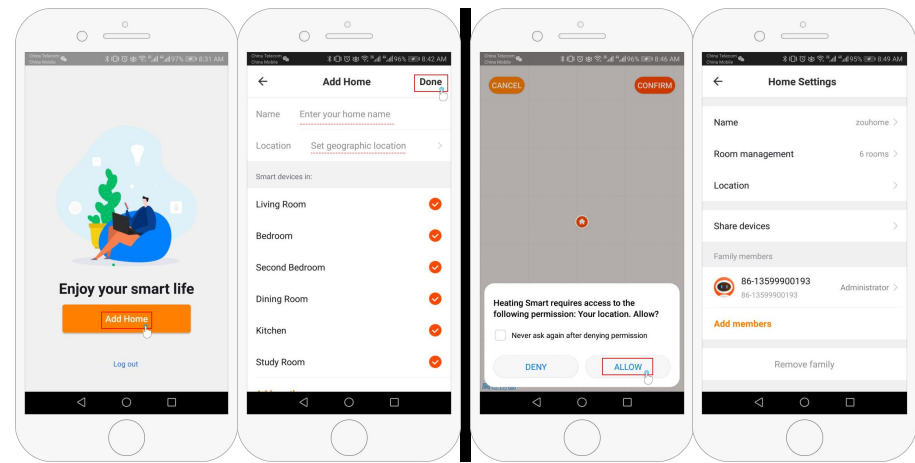 China Telecom
China Mobile
97% 8:31 AM
Enjoy your smart life
Add Home
Log out
China Telecom
China Mobile
96% 8:42 AM
Add Home Done
Name Enter your home name
Location Set geographic location
Smart devices in:
Living Room
Bedroom
Second Bedroom
Dining Room
Kitchen
Study Room
China Telecom
China Mobile
96% 8:46 AM
CANCEL CONFIRM
Heating Smart requires access to the
following permission: Your location. Allow?
Never ask again after denying permission
DENY ALLOW
China Telecom
China Mobile
95% 8:49 AM
Home Settings
Name zouhome
Room management 6 rooms
Location
Share devices
Family members
86-13599900193
86-13599900193 Administrator
Add members
Remove family